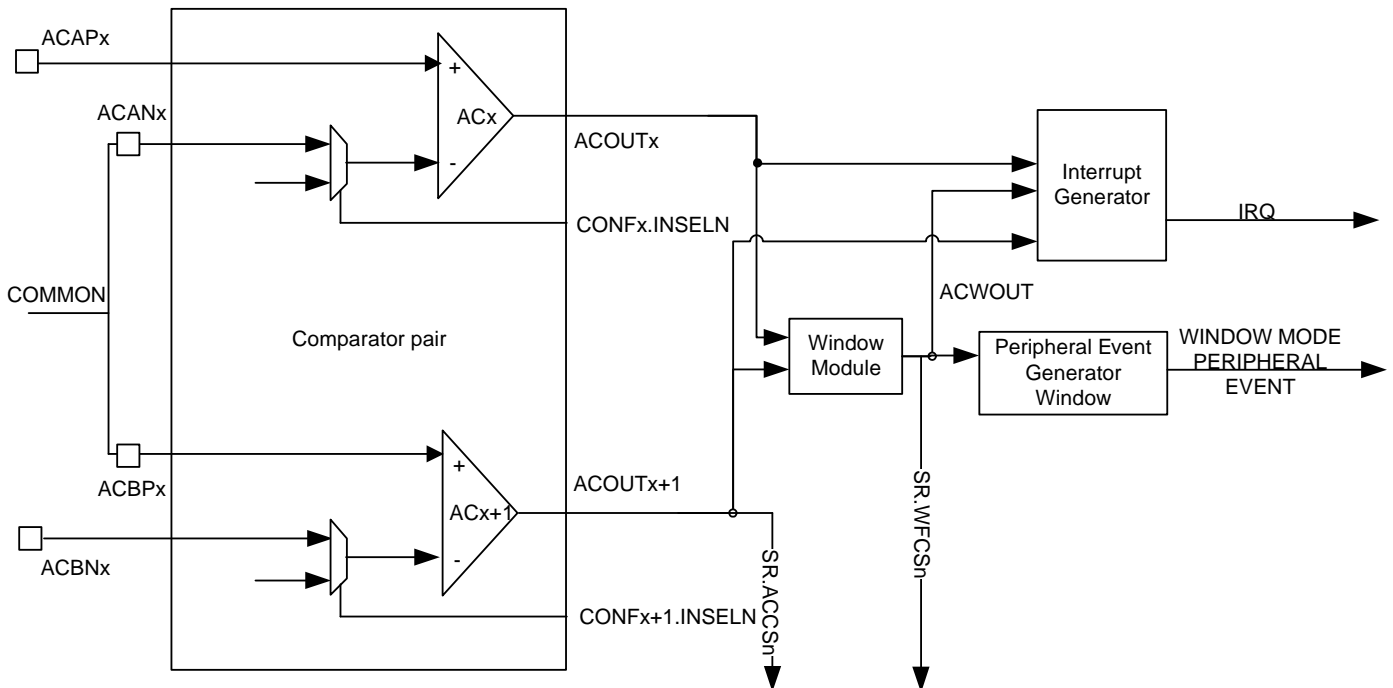 ACAPx
+
ACANx
ACx
-
ACOUTx
Interrupt
Generator
IRQ
CONFx.INSELN
COMMON
ACWOUT
Comparator pair
Window
Module
Peripheral Event
Generator
Window
WINDOW MODE
PERIPHERAL
EVENT
+
ACBPx
ACx+1
-
ACOUTx+1
ACBNx
CONFx+1.INSELN
SR.ACCSn
SR.WFCSn